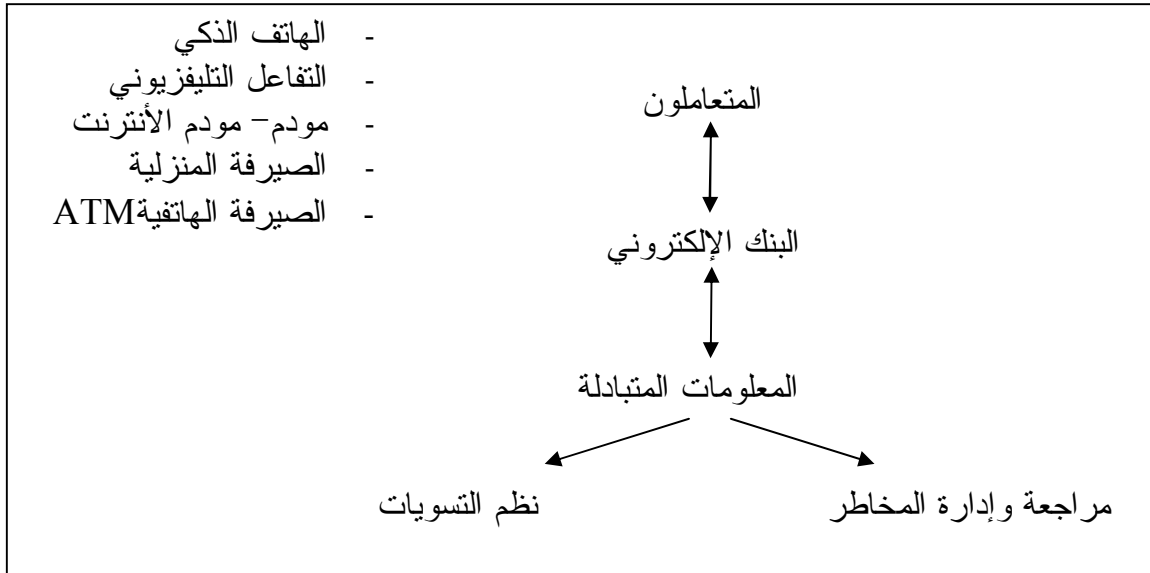 - الهاتف الذكي
- التفاعل التليفزيوني
- مودم– مودم الأنترنت
- الصيرفة المنزلية
- الصيرفة الهاتفيةATM
المتعاملون
البنك الإلكتروني
المعلومات المتبادلة
مراجعة وإدارة المخاطر
نظم التسويات